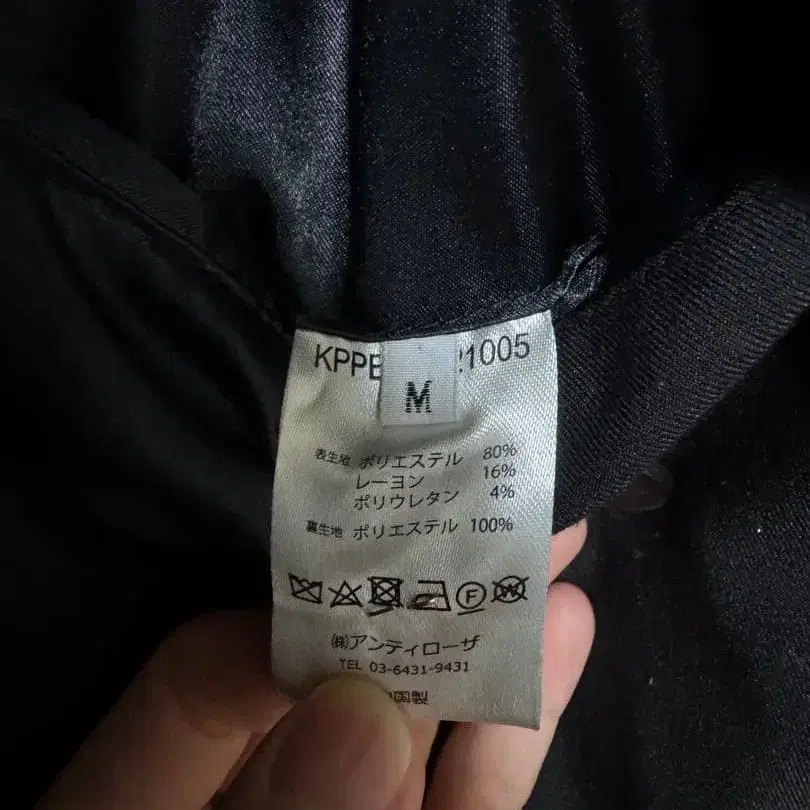 KPPE 21005
M
表生地 ポリエステル 80%
レーヨン 16%
ポリウレタン 4%
裏生地 ポリエステル 100%
F W
㈱アンティローザ
TEL 03-6431-9431
国製